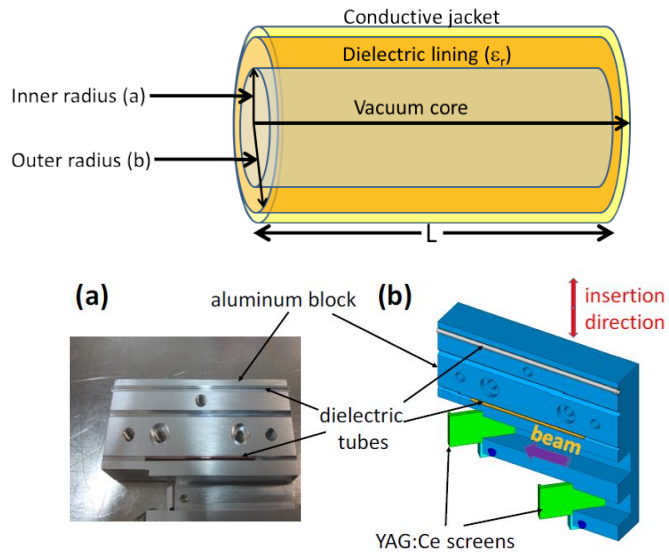 Conductive jacket
Dielectric lining (εr)
Inner radius (a)
Vacuum core
Outer radius (b)
L
(a)
aluminum block
(b)
insertion
direction
dielectric
tubes
beam
YAG:Ce screens